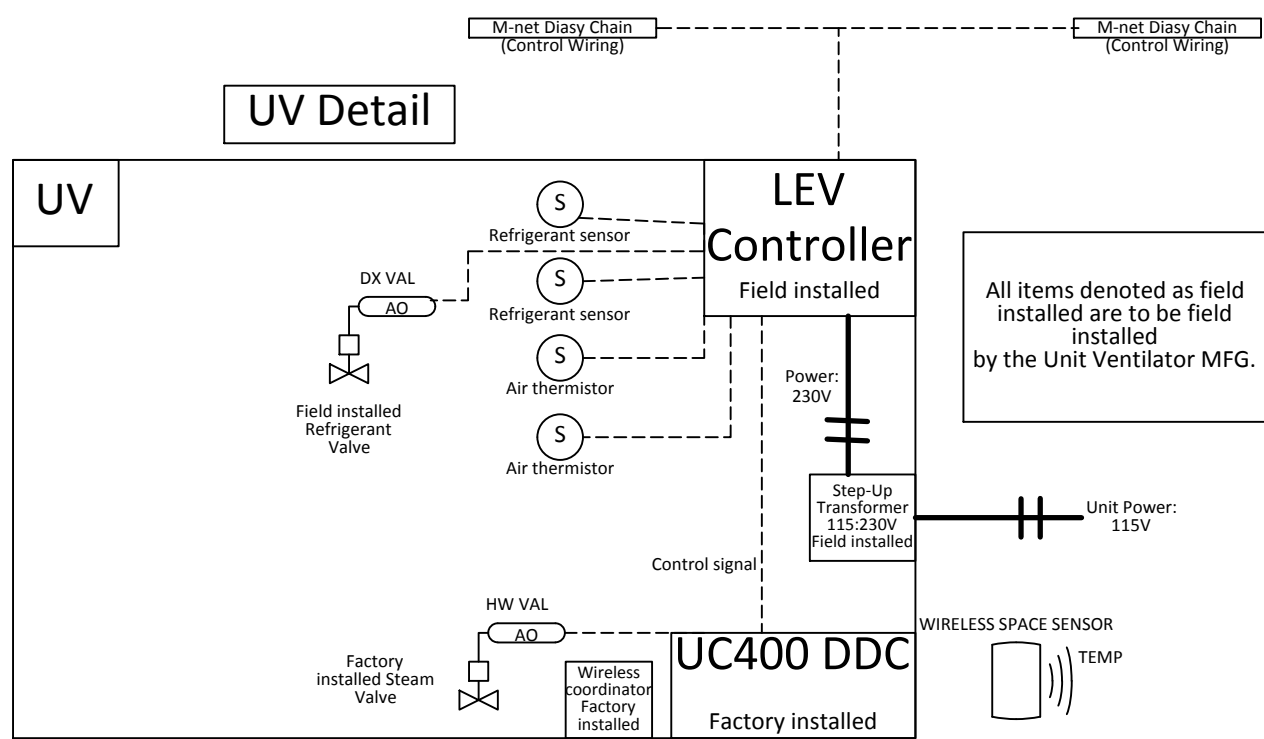 M-net Diasy Chain
(Control Wiring)
M-net Diasy Chain
(Control Wiring)
UV Detail
UV
S
Refrigerant sensor
LEV
Controller
Field installed
DX VAL
AO
S
Refrigerant sensor
All items denoted as field
installed are to be field
installed
by the Unit Ventilator MFG.
S
Air thermistor
Power:
230V
Field installed
Refrigerant
Valve
S
Air thermistor
Step-Up
Transformer
115:230V
Field installed
Unit Power:
115V
Control signal
HW VAL
AO
Factory
installed Steam
Valve
Wireless
coordinator
Factory
installed
UC400 DDC
Factory installed
WIRELESS SPACE SENSOR
TEMP